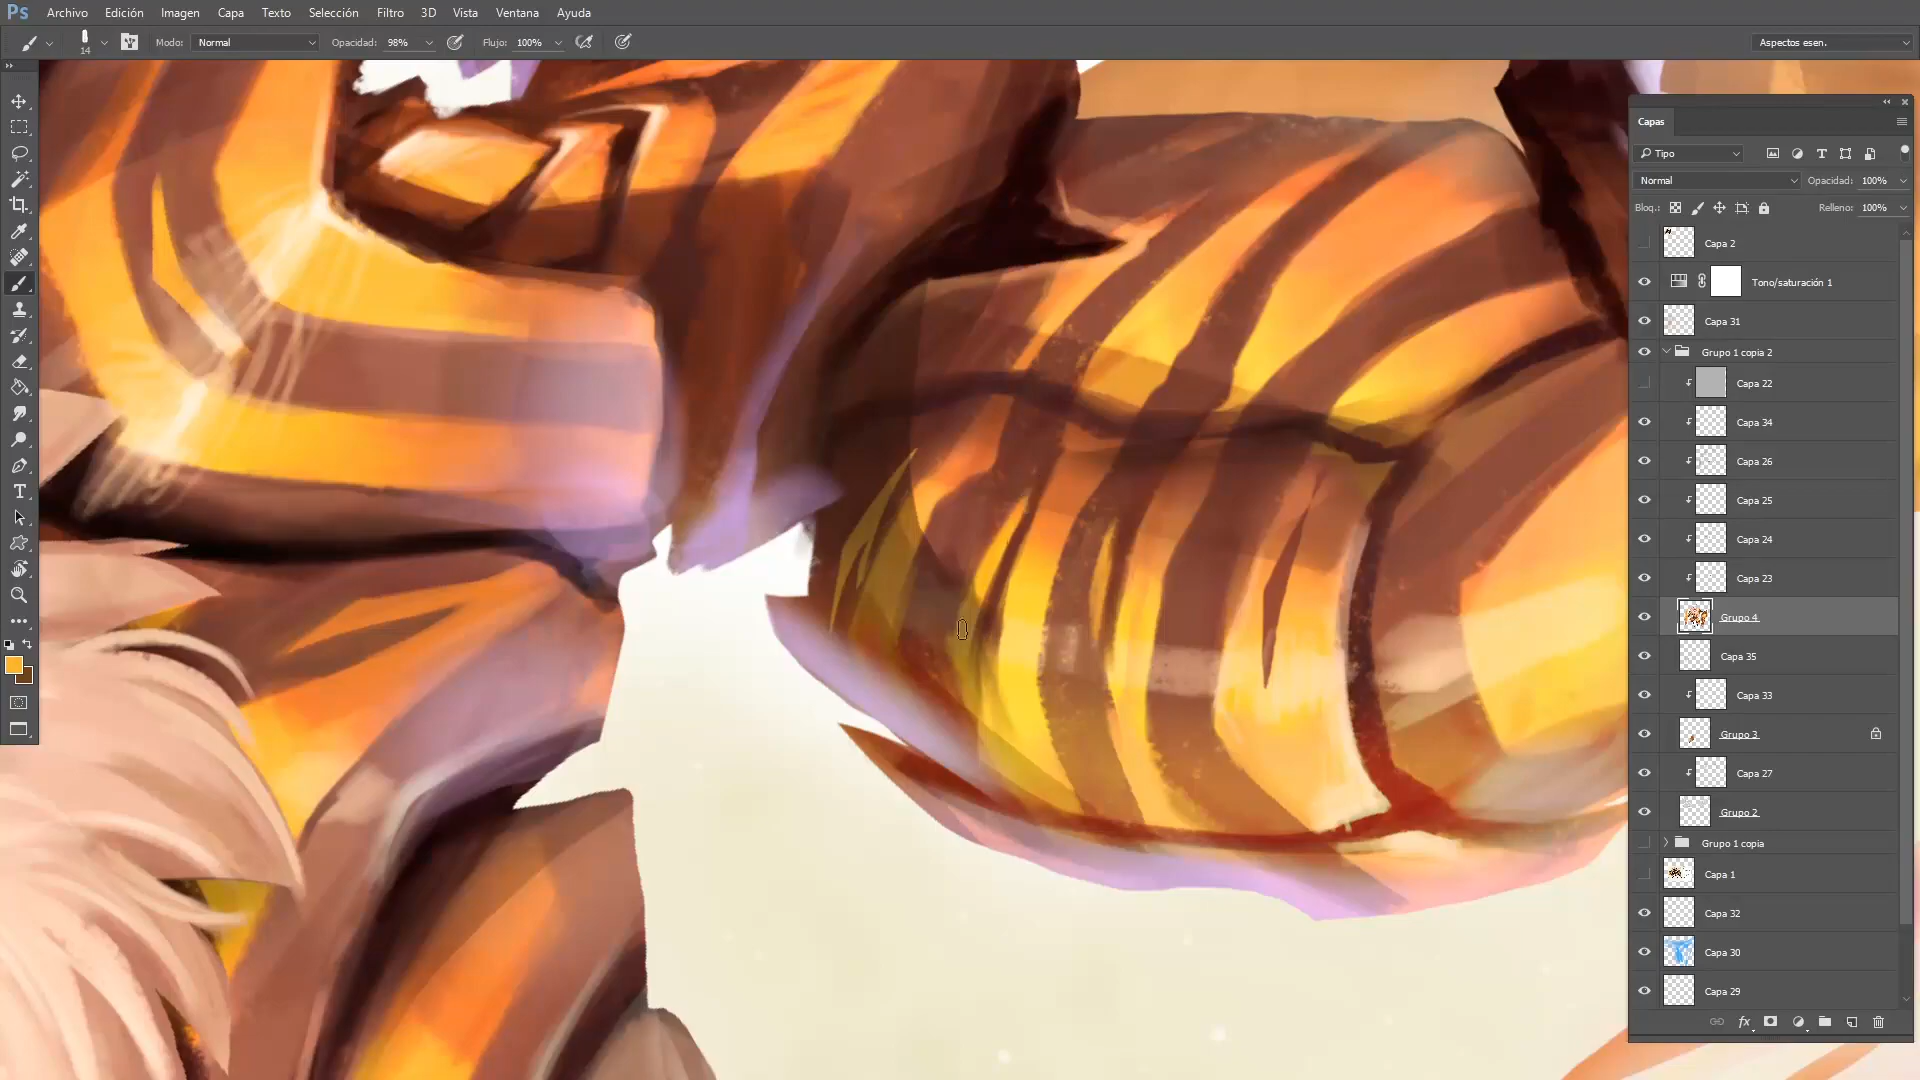 Ps Archivo Edición Imagen Capa Texto Selección Filtro 3D Vista Ventana Ayuda
14 Modo: Normal Opacidad: 98% Flujo: 100% Aspectos esen.
Capas
Tipo
Normal Opacidad: 100%
Bloq.: Relleno: 100%
Capa 2
Tono/saturación 1
Capa 31
Grupo 1 copia 2
Capa 22
Capa 34
Capa 26
Capa 25
Capa 24
Capa 23
Grupo 4
Capa 35
Capa 33
Grupo 3
Capa 27
Grupo 2
Grupo 1 copia
Capa 1
Capa 32
Capa 30
Capa 29